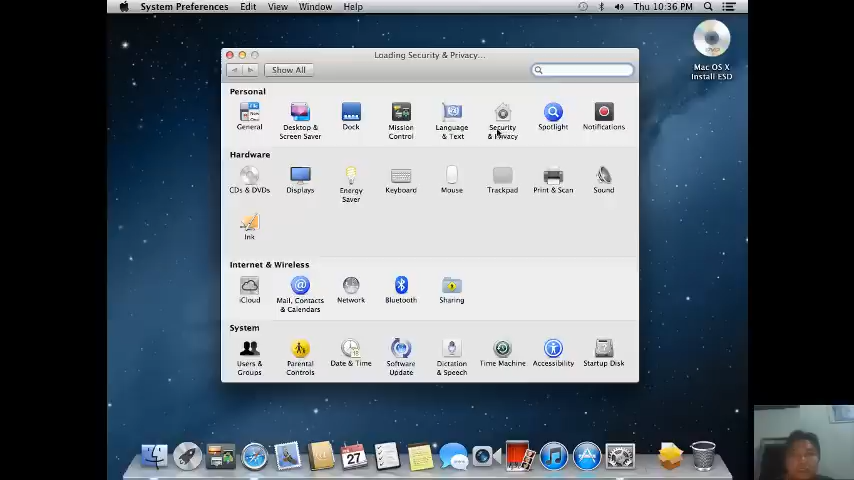 System Preferences Edit View Window Help Thu 10:36 PM
Loading Security & Privacy...
Show All
Mac OS X
Install ESD
Personal
General Desktop & Dock Mission Language Security Spotlight Notifications
Screen Saver Control & Text & Privacy
Hardware
CDs & DVDs Displays Energy Keyboard Mouse Trackpad Print & Scan Sound
Saver
Ink
Internet & Wireless
iCloud Mail, Contacts Network Bluetooth Sharing
& Calendars
System
Users & Parental Date & Time Software Dictation Time Machine Accessibility Startup Disk
Groups Controls Update & Speech
27